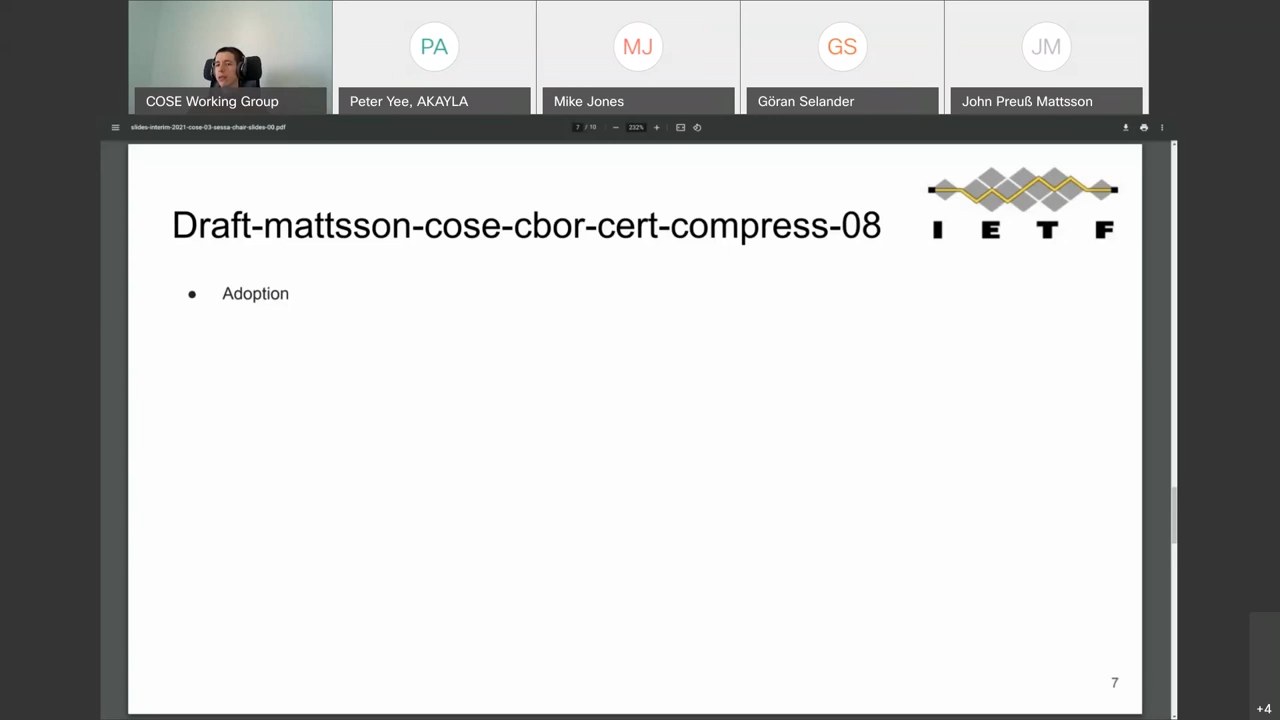 PA
MJ
GS
JM
COSE Working Group
Peter Yee, AKAYLA
Mike Jones
Göran Selander
John Preuß Mattsson
slides-interim-2021-cose-03-sessa-chair-slides-00.pdf
7 / 10
232%
Draft-mattsson-cose-cbor-cert-compress-08
I E T F
● Adoption
7
+4